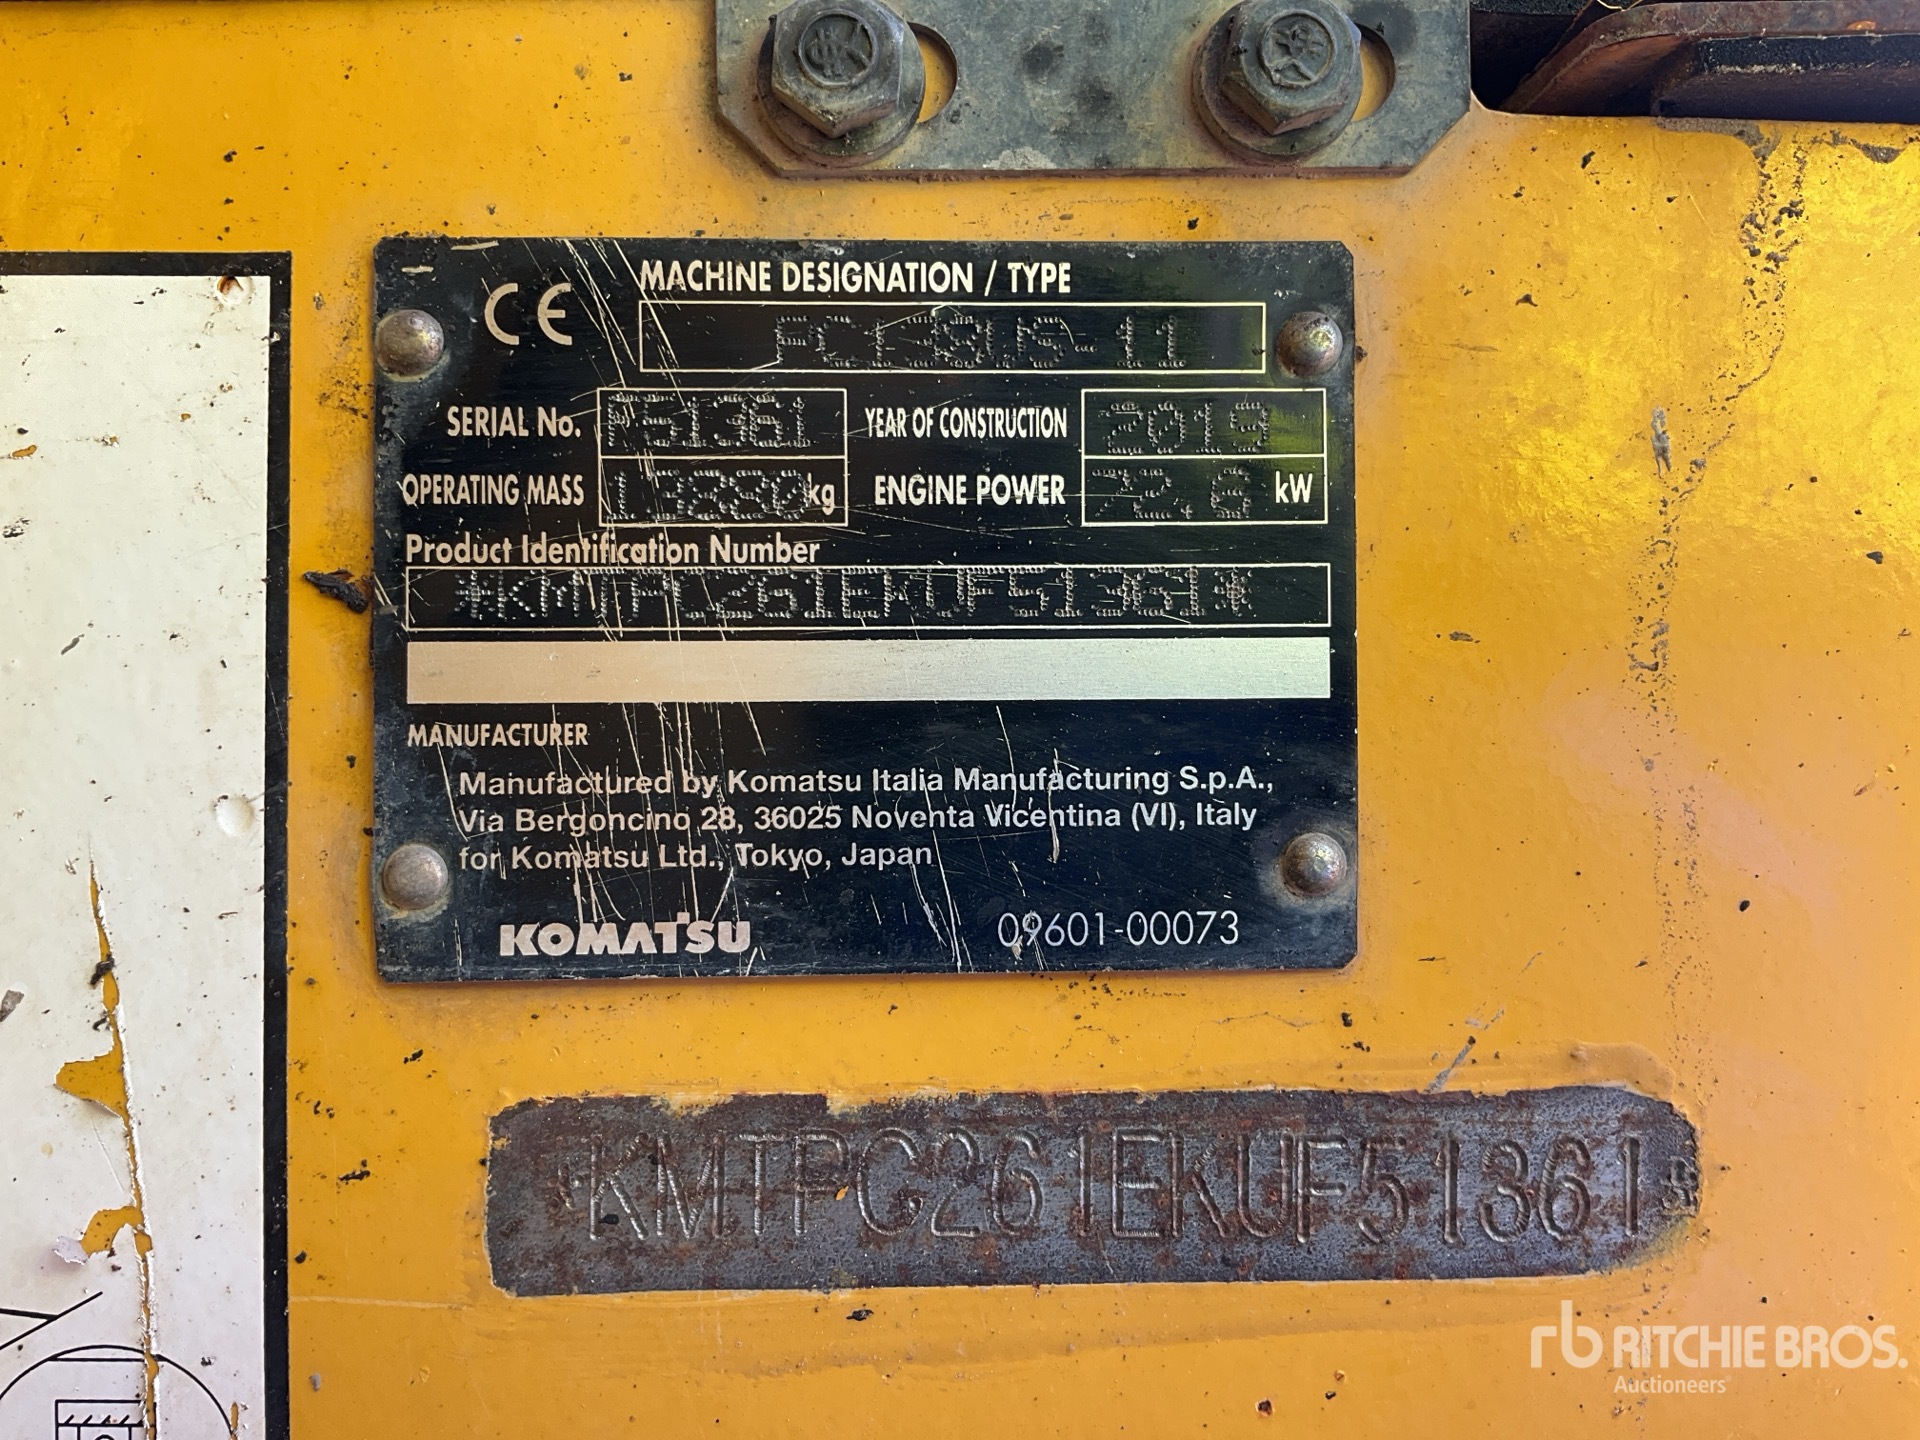 CE
MACHINE DESIGNATION / TYPE
PC138US-11
SERIAL No. F51361 YEAR OF CONSTRUCTION 2019
OPERATING MASS 13880 kg ENGINE POWER 72.6 kW
Product Identification Number
*KMTPC261EKUF51361*
MANUFACTURER
Manufactured by Komatsu Italia Manufacturing S.p.A.,
Via Bergoncino 28, 36025 Noventa Vicentina (VI), Italy
for Komatsu Ltd., Tokyo, Japan
KOMATSU 09601-00073
*KMTPC261EKUF51361*
rb RITCHIE BROS.
Auctioneers